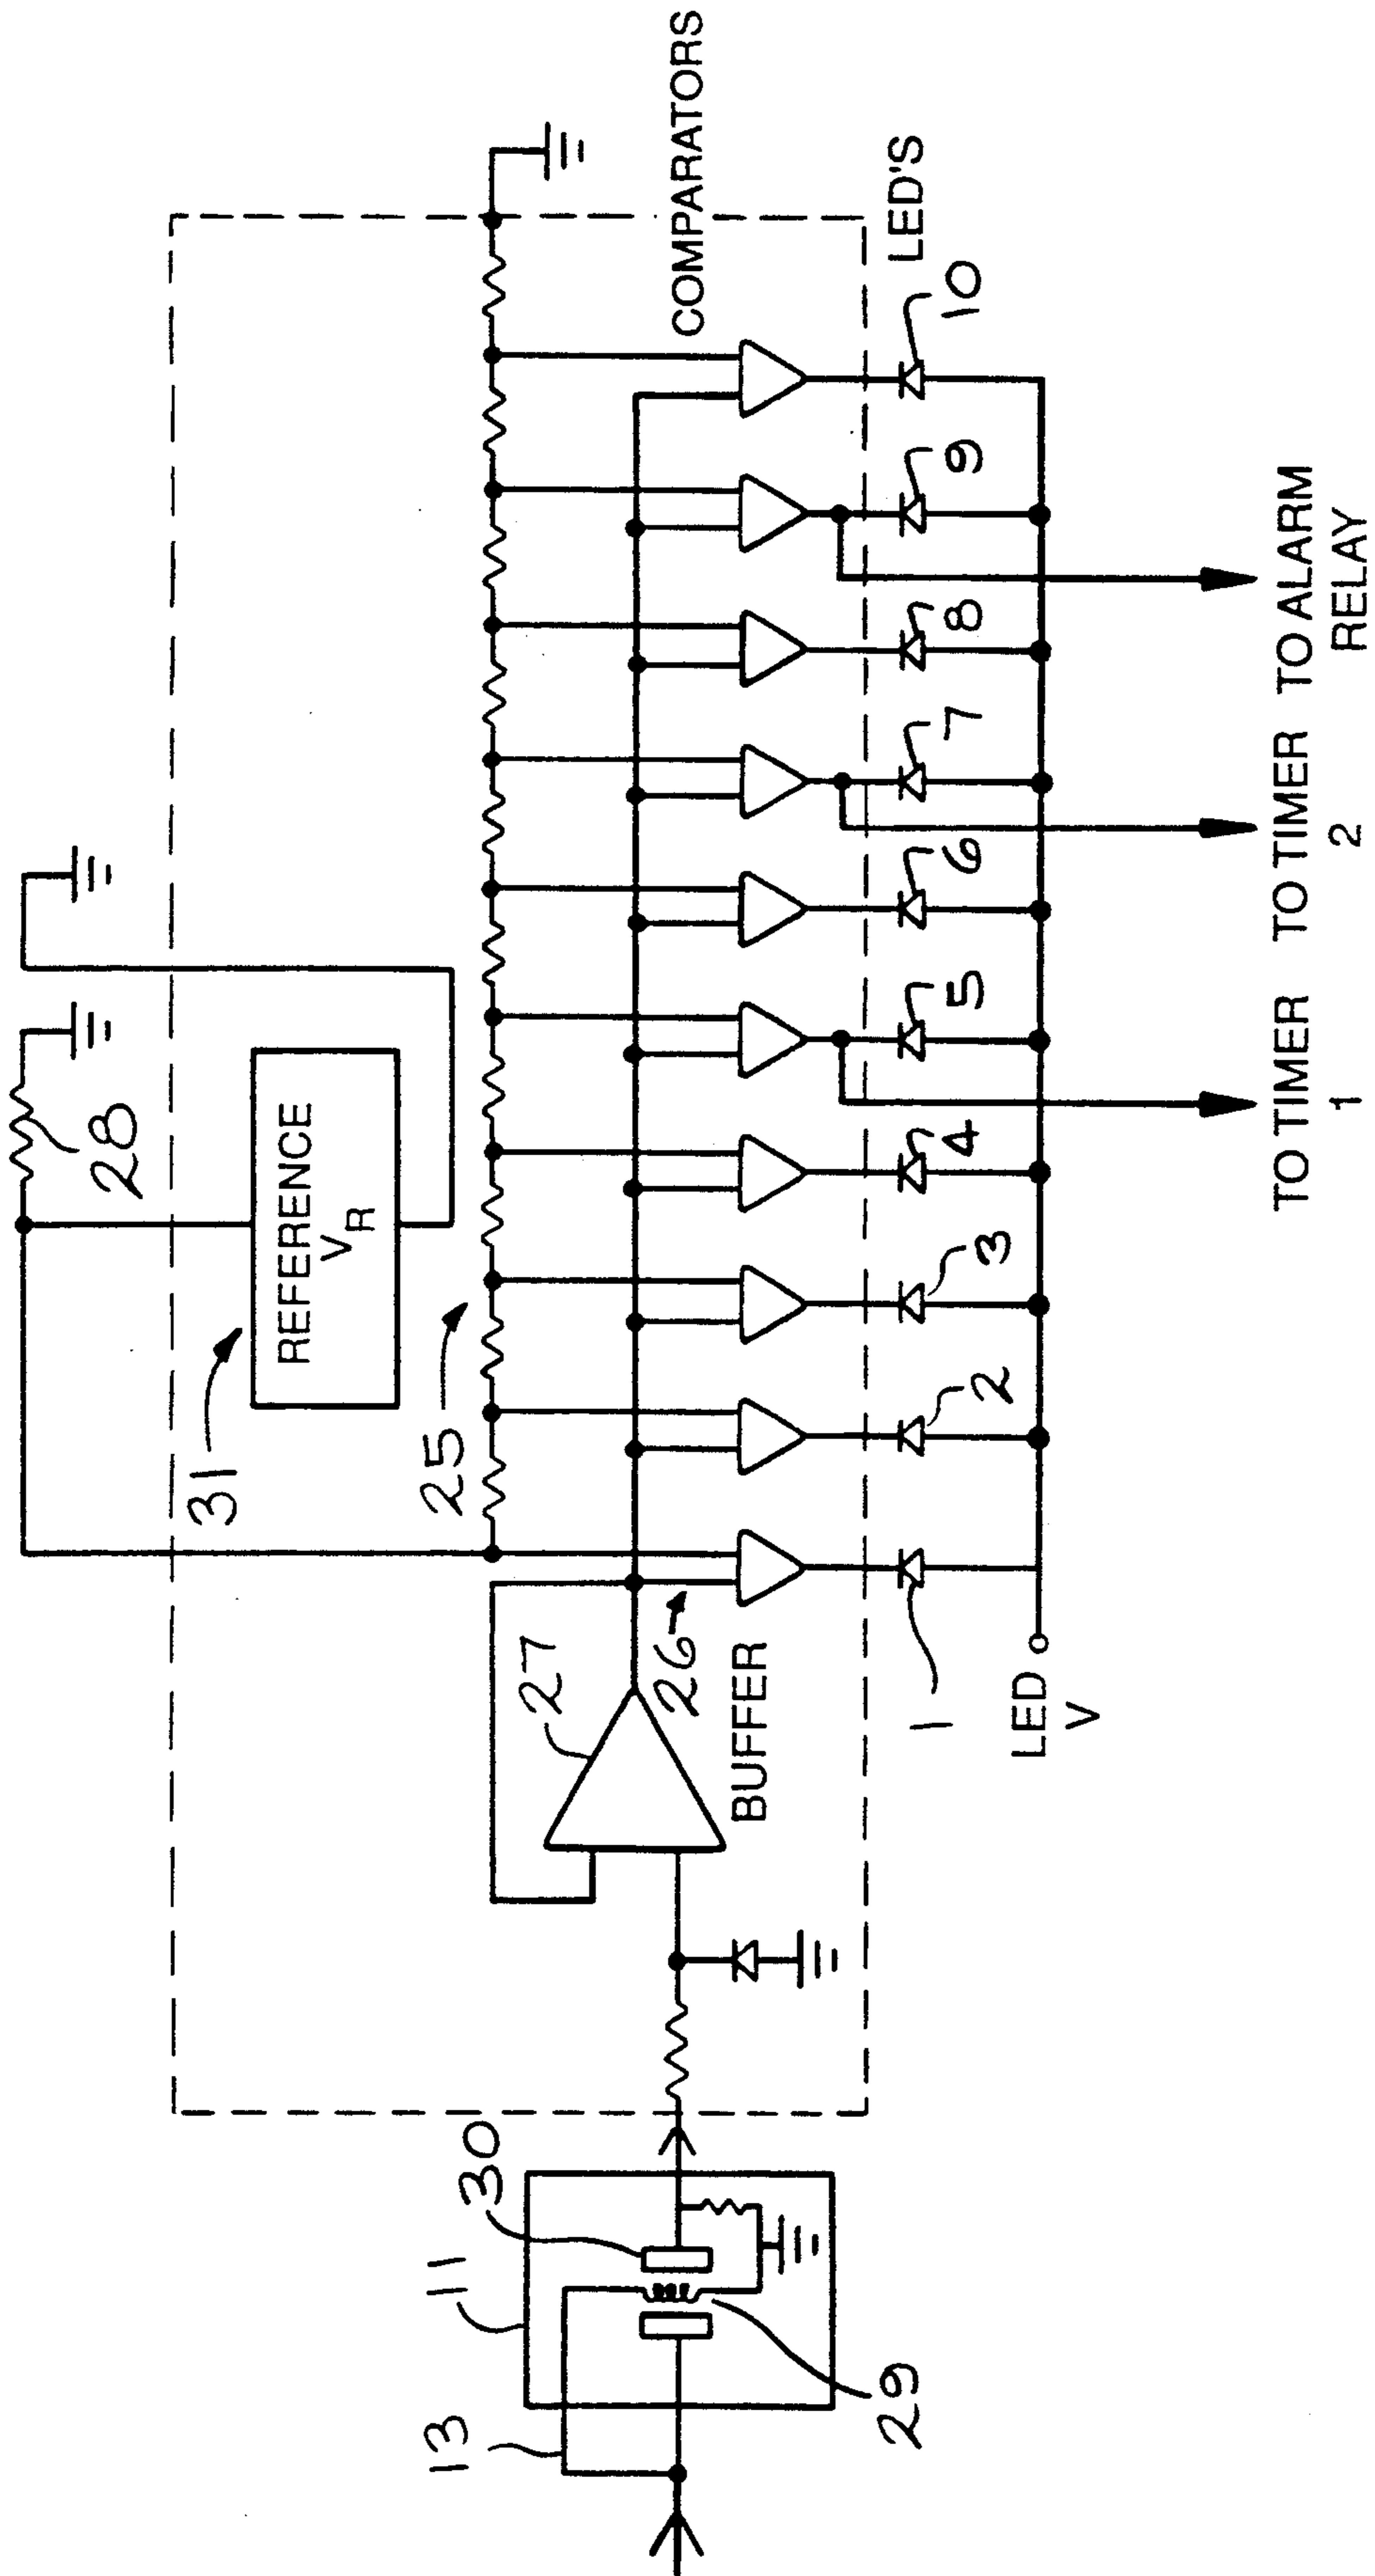 28
31
REFERENCE
VR
25
27
26
BUFFER
COMPARATORS
LED'S
11
30
13
29
1
2
3
4
5
6
7
8
9
10
LED
V
TO TIMER
1
TO TIMER
2
TO ALARM
RELAY